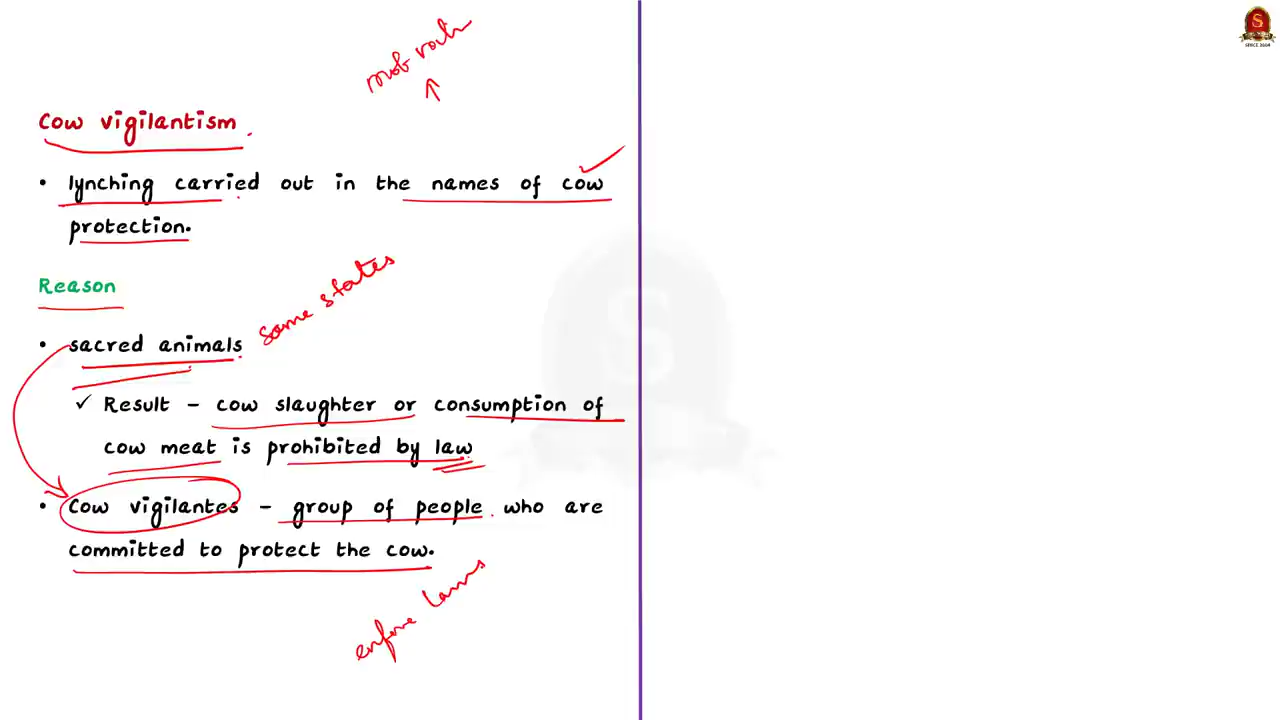 mob
Cow vigilantism
• lynching carried out in the names of cow
protection.
Reason
some states
• sacred animals
✓ Result – cow slaughter or consumption of
cow meat is prohibited by law
• Cow vigilantes – group of people who are
committed to protect the cow.
enforce laws
S
SINCE 2004